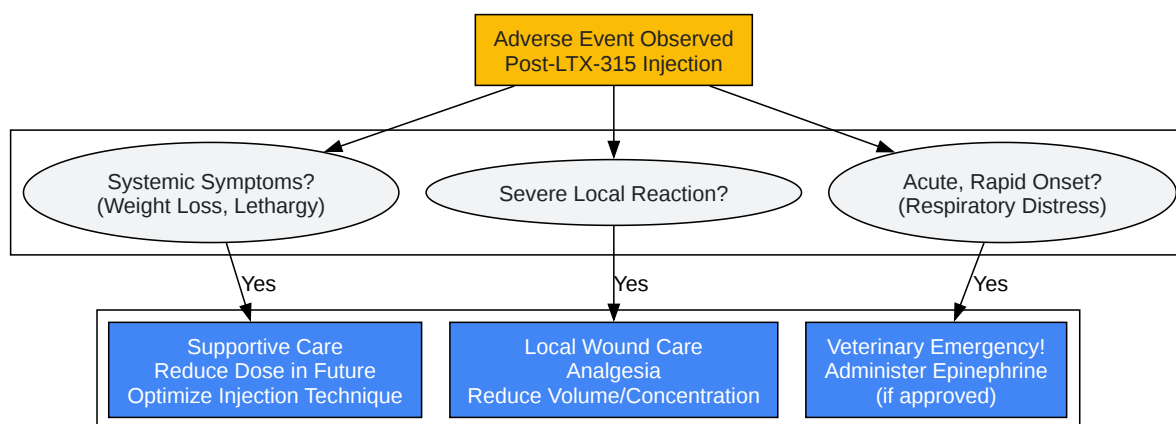 Adverse Event Observed
Post-LTX-315 Injection
Systemic Symptoms?
(Weight Loss, Lethargy)
Severe Local Reaction?
Acute, Rapid Onset?
(Respiratory Distress)
Yes
Yes
Yes
Supportive Care
Reduce Dose in Future
Optimize Injection Technique
Local Wound Care
Analgesia
Reduce Volume/Concentration
Veterinary Emergency!
Administer Epinephrine
(if approved)